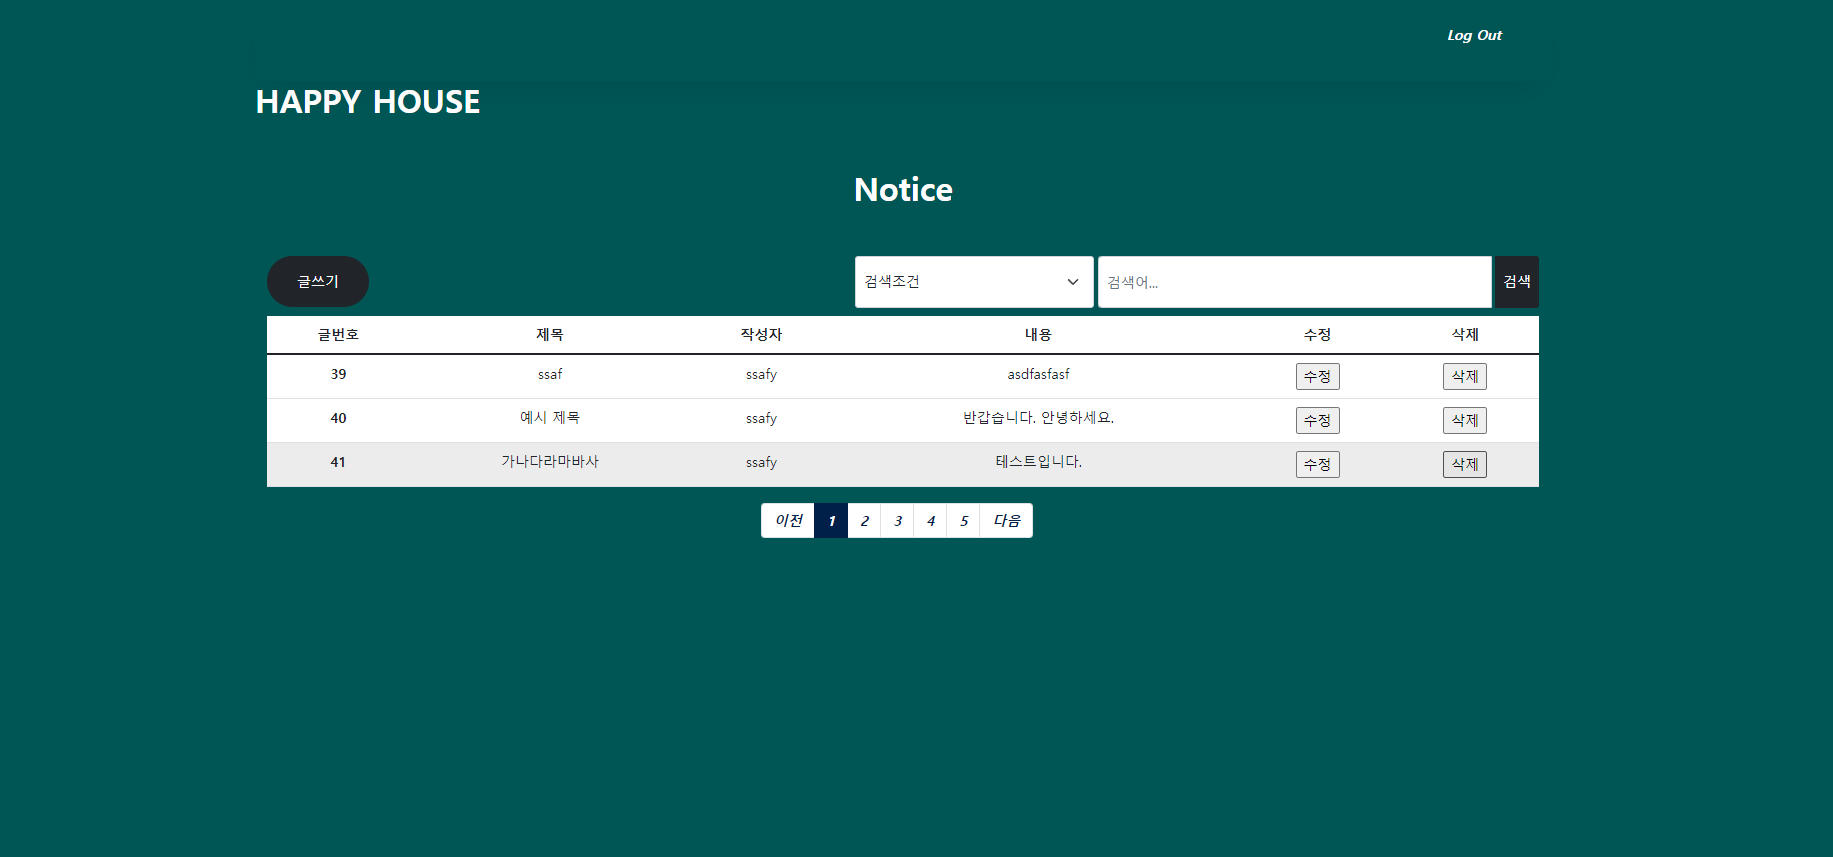 Log Out
HAPPY HOUSE
Notice
글쓰기 검색조건 검색어... 검색
글번호 제목 작성자 내용 수정 삭제
39 ssaf ssafy asdfasfasf 수정 삭제
40 예시 제목 ssafy 반갑습니다. 안녕하세요. 수정 삭제
41 가나다라마바사 ssafy 테스트입니다. 수정 삭제
이전 1 2 3 4 5 다음